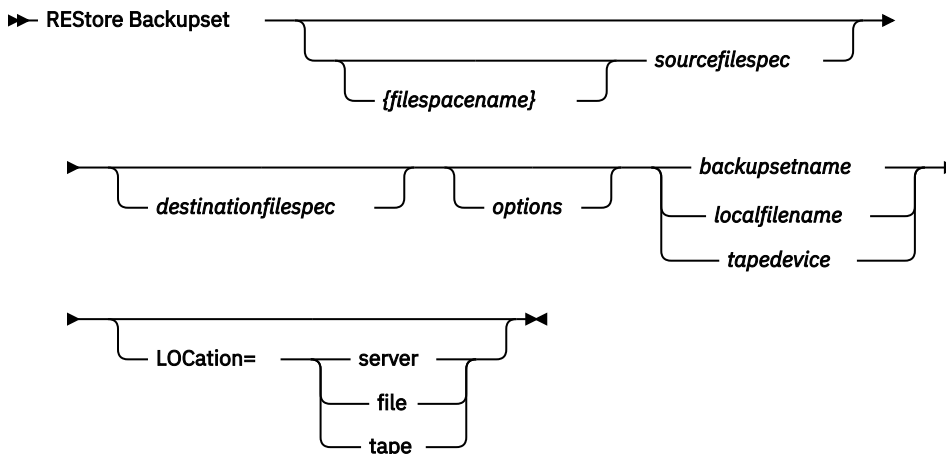 REStore Backupset
sourcefilespec
{filespacename}
destinationfilespec
options
backupsetname
localfilename
tapedevice
LOCation=
server
file
tape